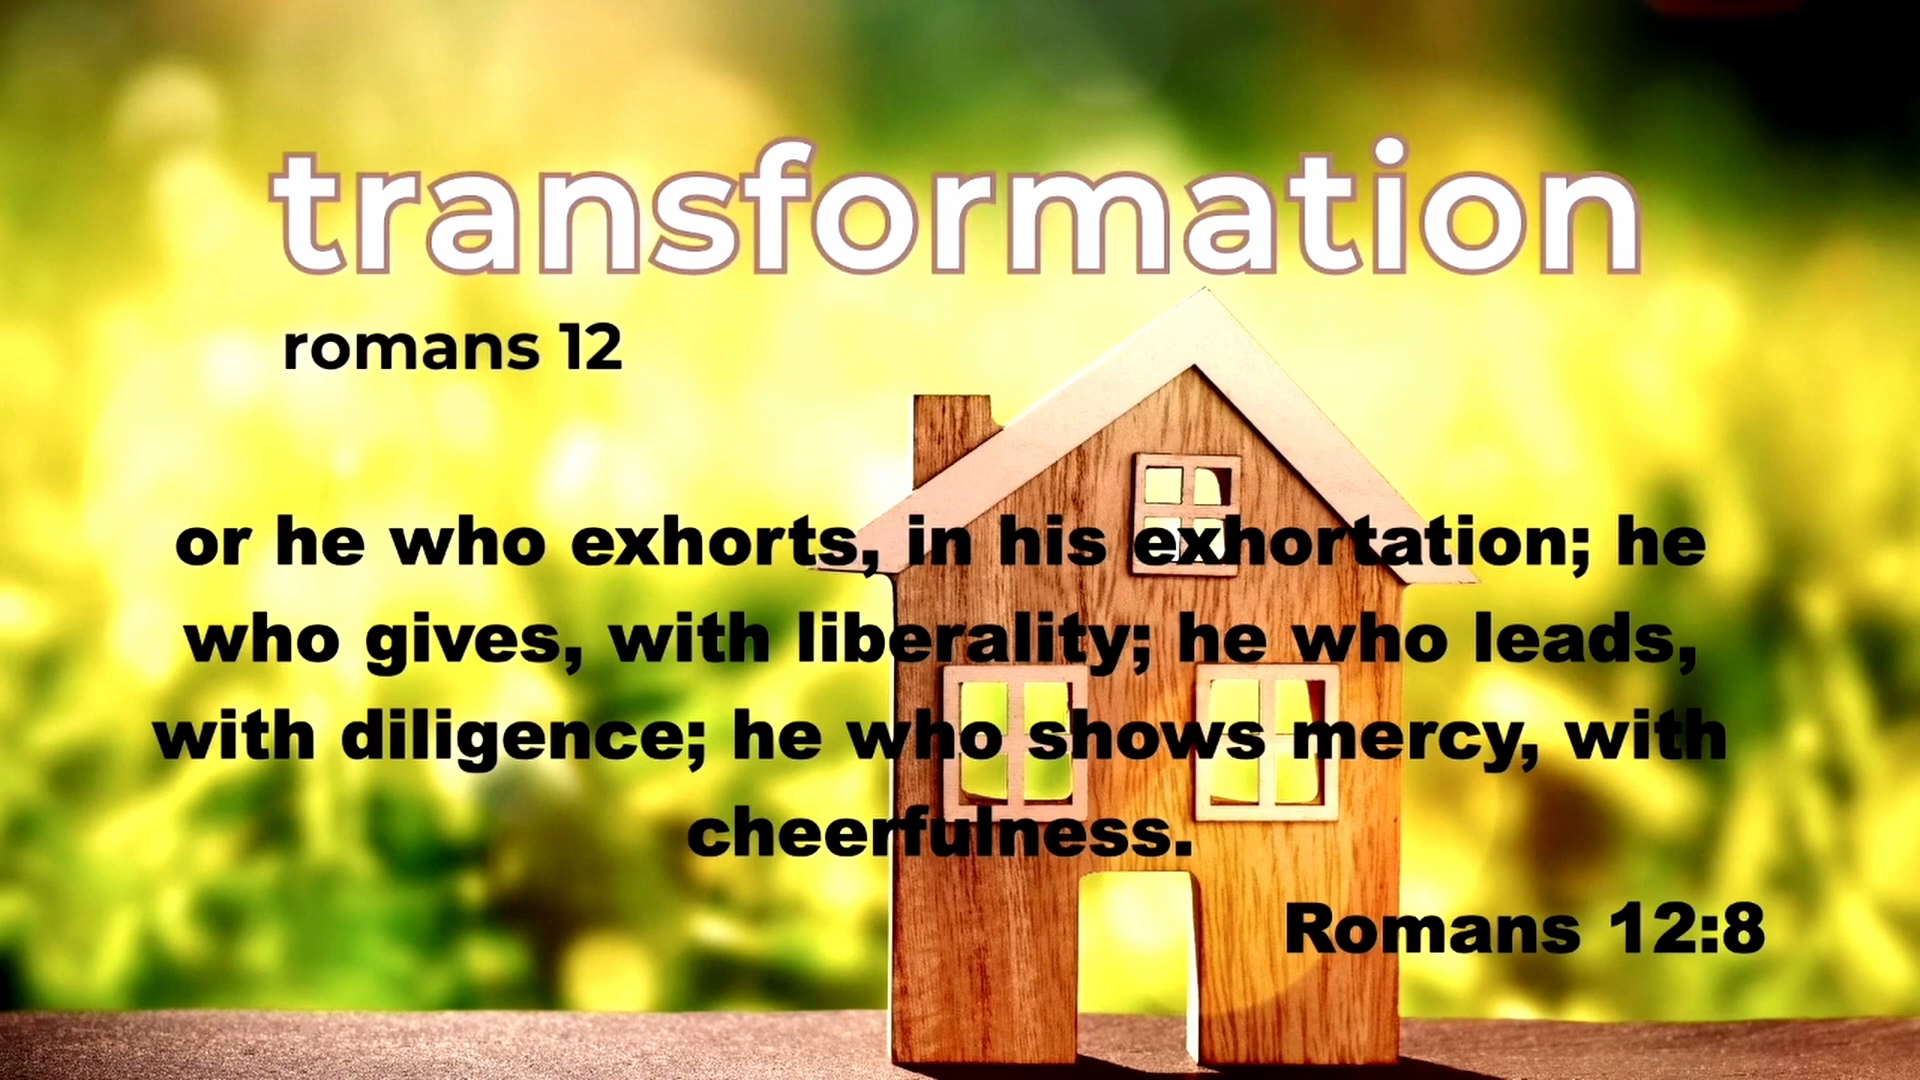 transformation
romans 12
or he who exhorts, in his exhortation; he
who gives, with liberality; he who leads,
with diligence; he who shows mercy, with
cheerfulness.
Romans 12:8